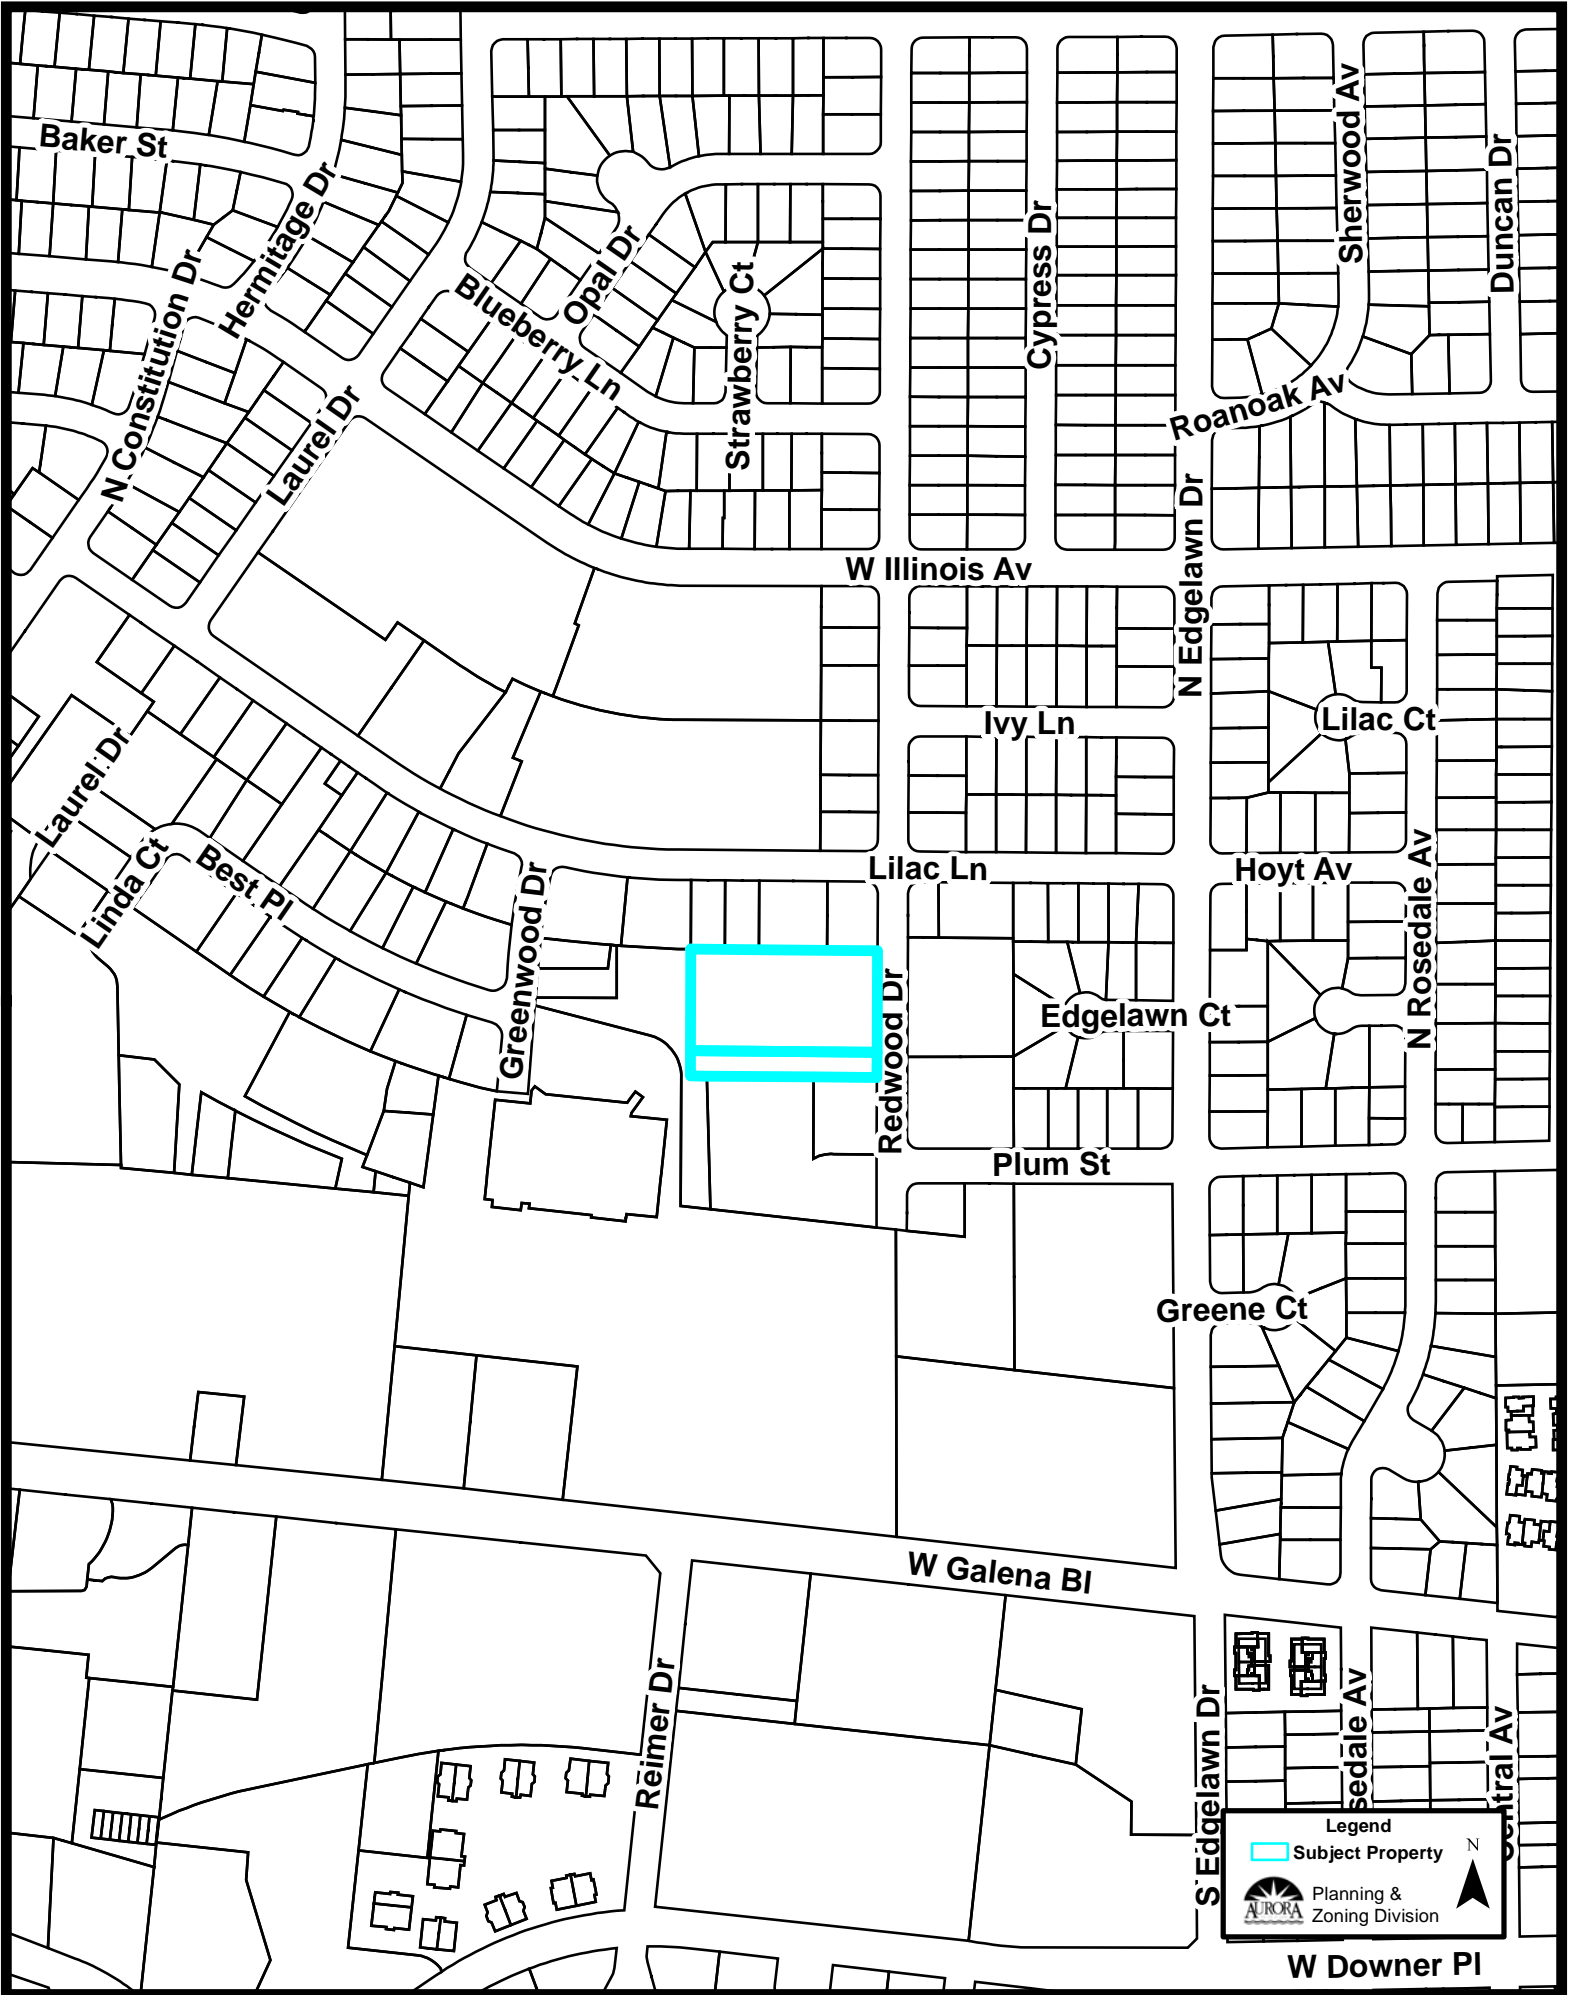 Baker St
Hermitage Dr
N Constitution Dr
Laurel Dr
Blueberry Ln
Opal Dr
Strawberry Ct
Cypress Dr
Sherwood Av
Duncan Dr
Roanoak Av
W Illinois Av
N Edgelawn Dr
Ivy Ln
Lilac Ct
Laurel Dr
Linda Ct
Best Pl
Greenwood Dr
Lilac Ln
Hoyt Av
N Rosedale Av
Redwood Dr
Edgelawn Ct
Plum St
Greene Ct
W Galena Bl
Reimer Dr
S Edgelawn Dr
sedale Av
entral Av
Legend
Subject Property
N
AURORA
Planning &
Zoning Division
W Downer Pl